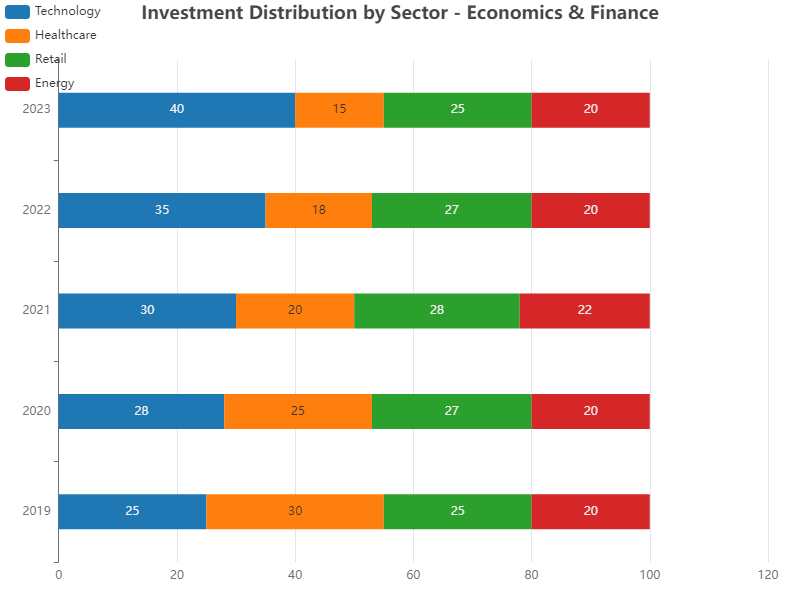 Investment Distribution by Sector - Economics & Finance
Technology
Healthcare
Retail
Energy
2023 40 15 25 20
2022 35 18 27 20
2021 30 20 28 22
2020 28 25 27 20
2019 25 30 25 20
0 20 40 60 80 100 120